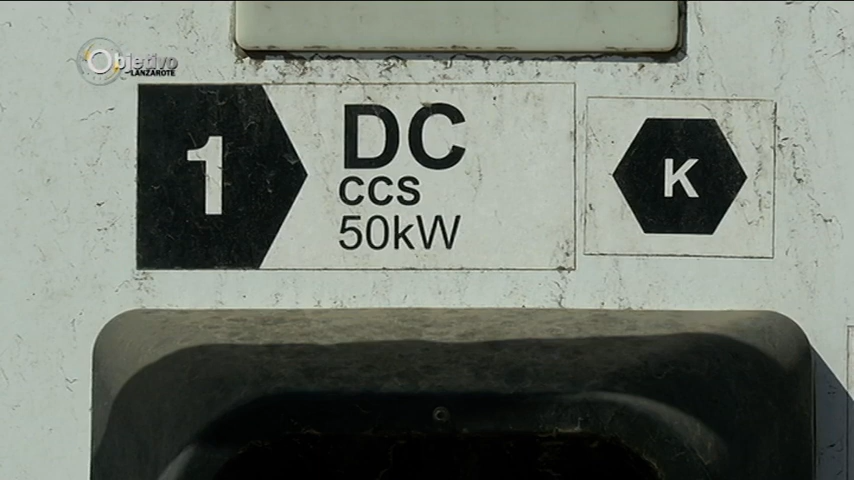 Objetivo
LANZAROTE
1
DC
CCS
50kW
K